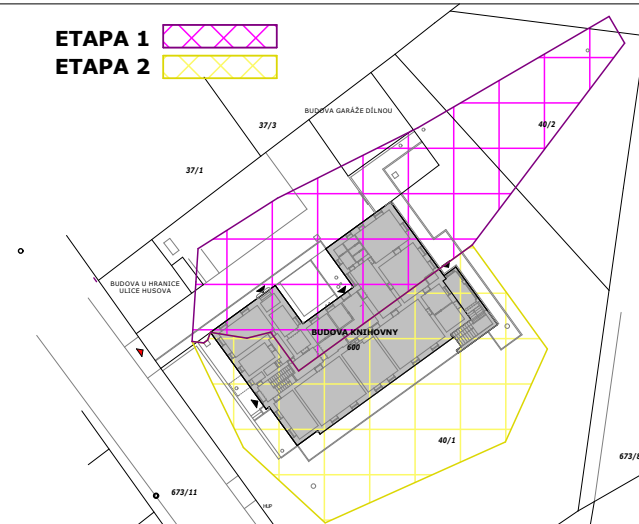 ETAPA 1
ETAPA 2
BUDOVA GARÁŽE DÍLNOU
37/3
40/2
37/1
BUDOVA U HRANICE
ULICE HUSOVA
BUDOVA KNIHOVNY
600
40/1
673/8
673/11
HUP